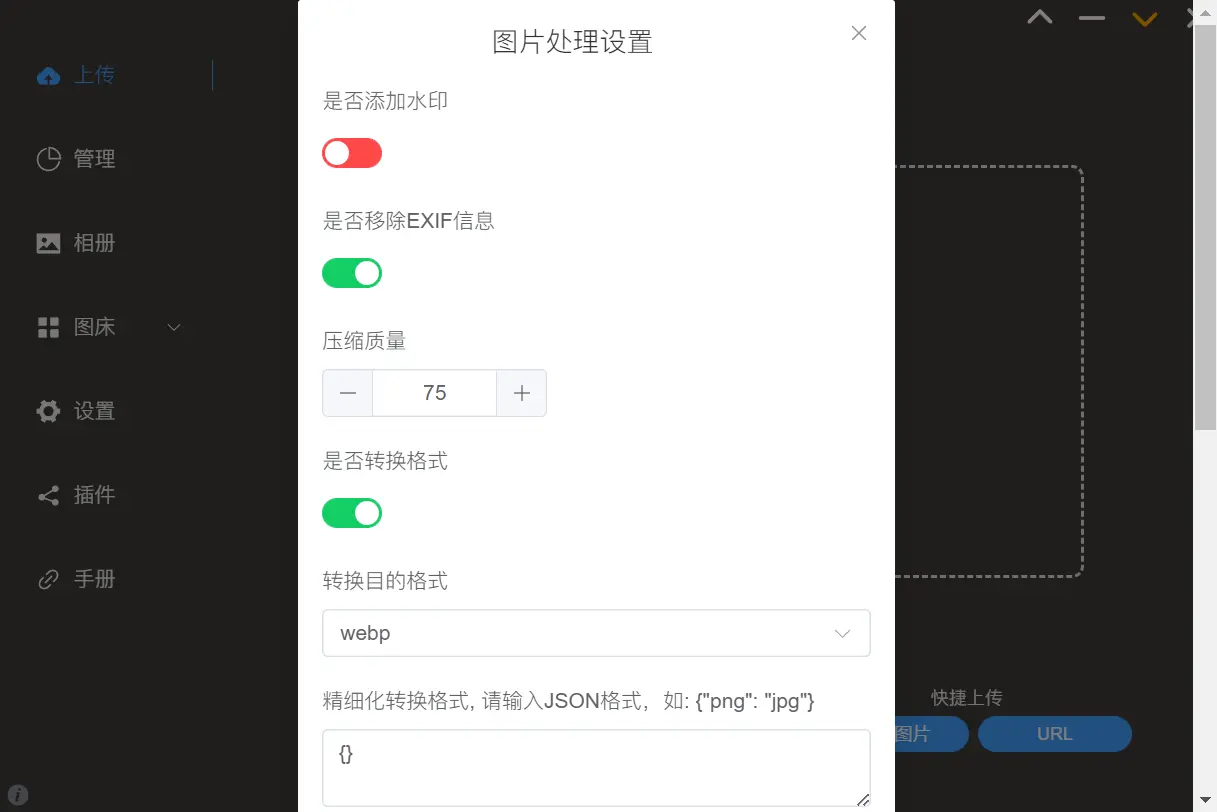 图片处理设置
上传
管理
相册
图床
设置
插件
手册
是否添加水印
是否移除EXIF信息
压缩质量
75
是否转换格式
转换目的格式
webp
精细化转换格式, 请输入JSON格式，如: {"png": "jpg"}
{}
快捷上传
图片
URL